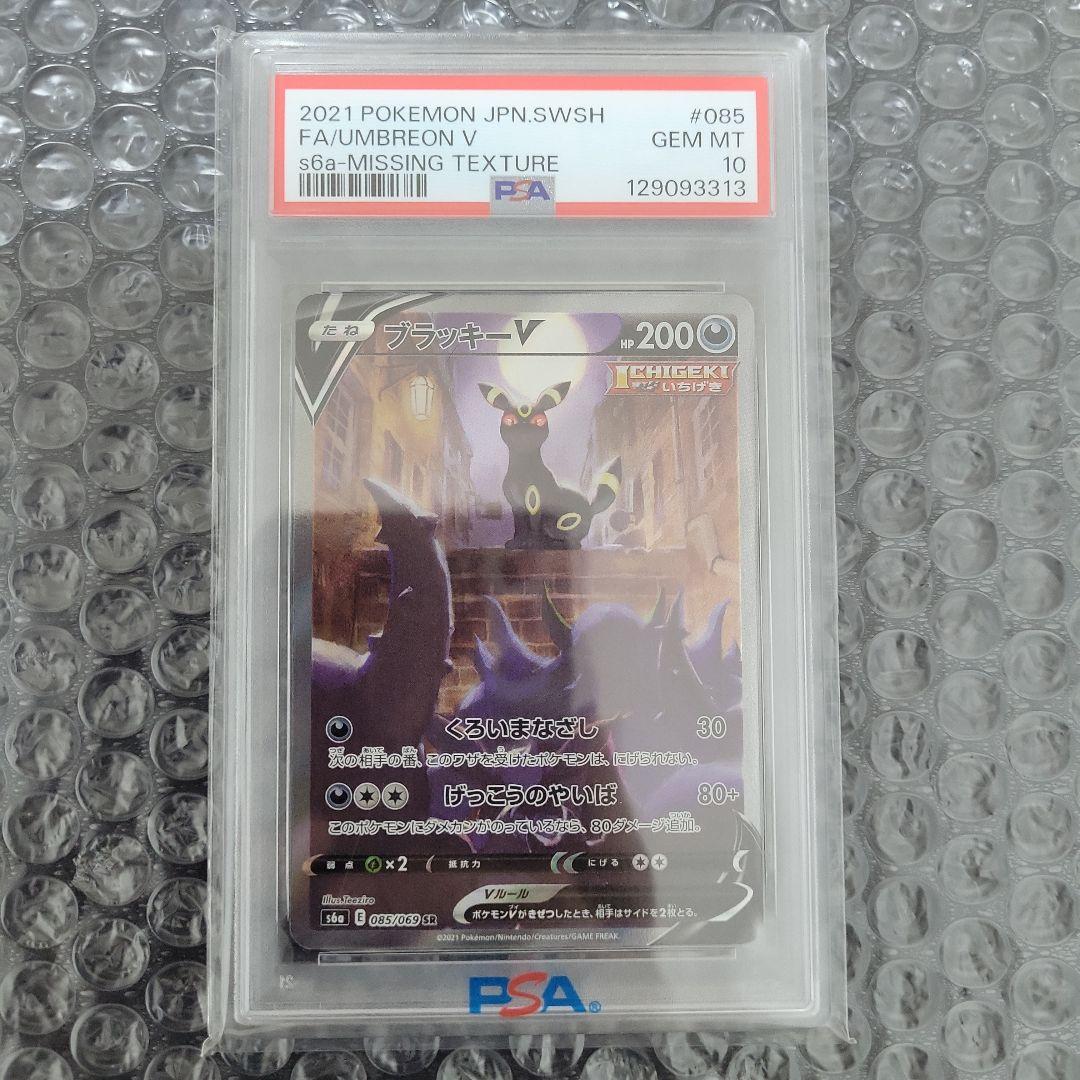 2021 POKEMON JPN.SWSH #085
FA/UMBREON V GEM MT
s6a-MISSING TEXTURE 10
PSA 129093313
たね ブラッキーV HP 200
ICHIGEKI
いちげき
くろいまなざし 30
次の相手の番、このワザを受けたポケモンは、にげられない。
げっこうのやいば 80+
このポケモンにダメカンがのっているなら、80ダメージ追加。
弱点 ×2 抵抗力 にげる
Vルール
Illus.Teeziro
ポケモンVがきぜつしたとき、相手はサイドを2枚とる。
s6a E 085/069 SR
©2021 Pokémon/Nintendo/Creatures/GAME FREAK.
PSA®